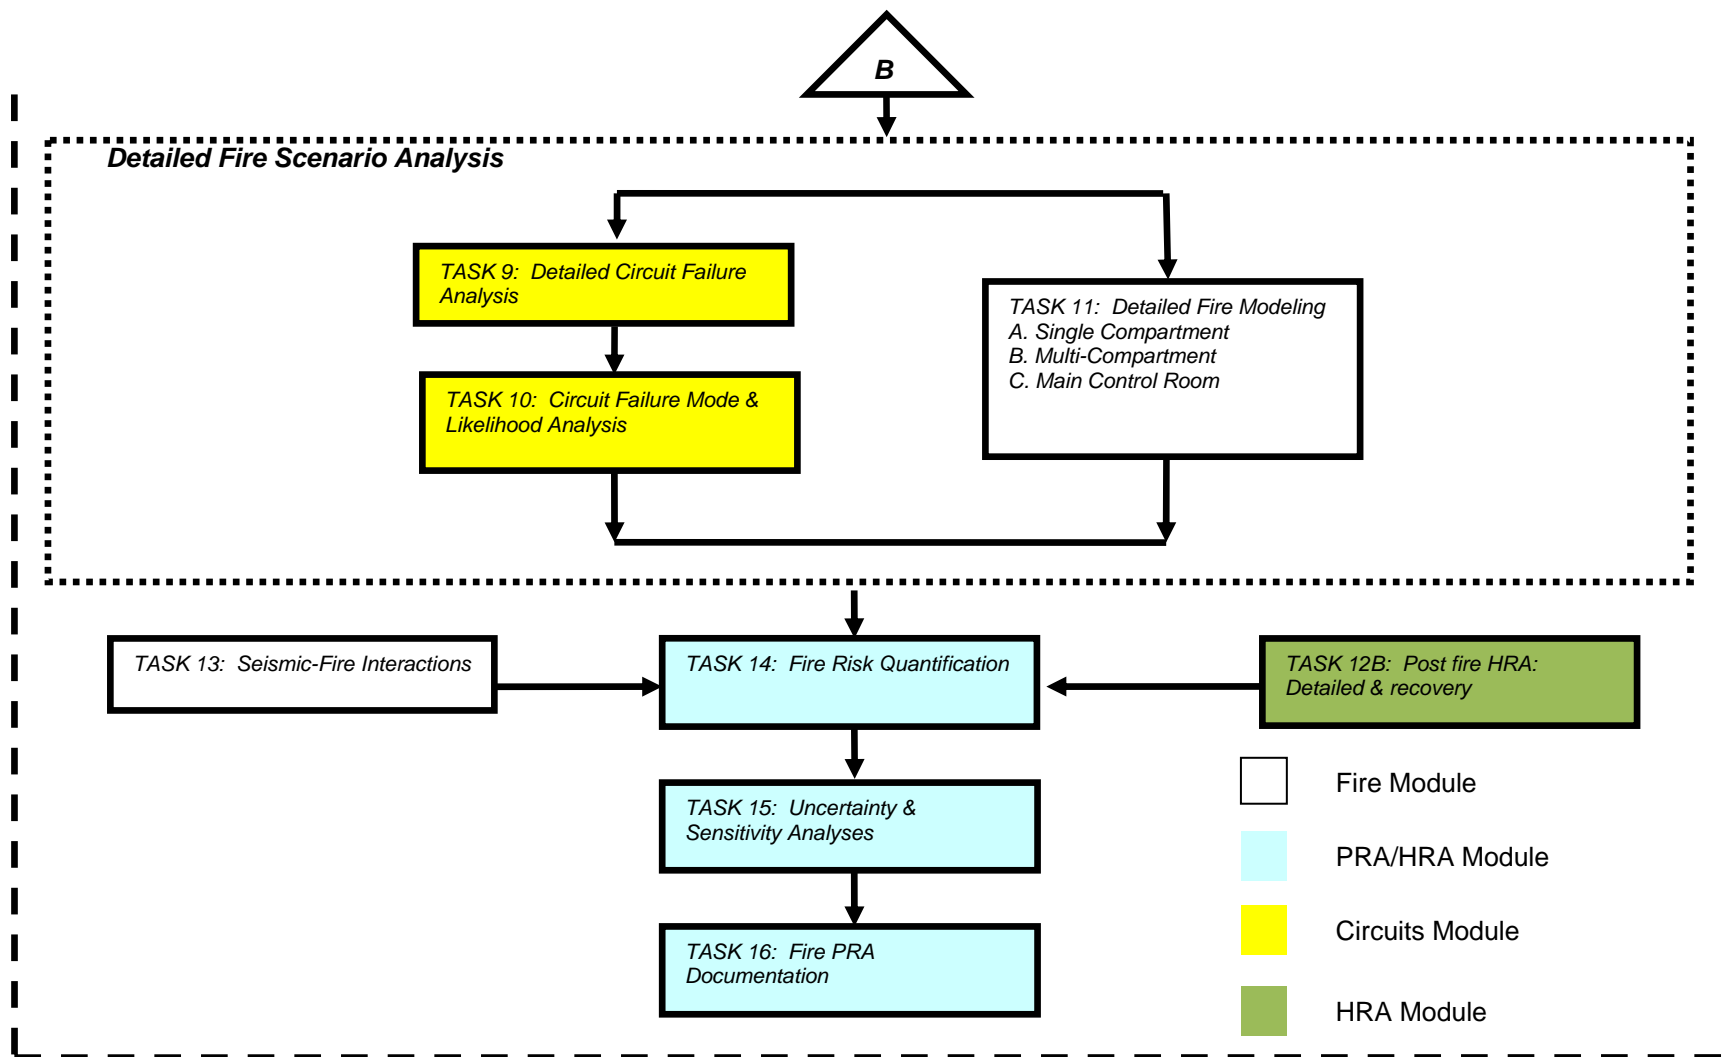 B
Detailed Fire Scenario Analysis
TASK 9: Detailed Circuit Failure
Analysis
TASK 11: Detailed Fire Modeling
A. Single Compartment
B. Multi-Compartment
C. Main Control Room
TASK 10: Circuit Failure Mode &
Likelihood Analysis
TASK 13: Seismic-Fire Interactions
TASK 14: Fire Risk Quantification
TASK 12B: Post fire HRA:
Detailed & recovery
TASK 15: Uncertainty &
Sensitivity Analyses
TASK 16: Fire PRA
Documentation
Fire Module
PRA/HRA Module
Circuits Module
HRA Module